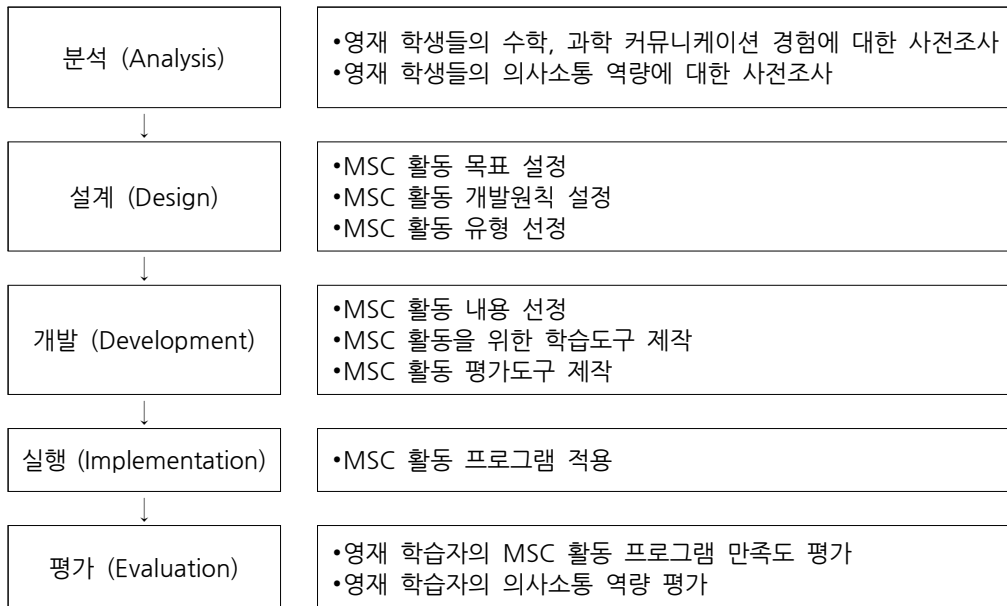 분석 (Analysis)
•영재 학생들의 수학, 과학 커뮤니케이션 경험에 대한 사전조사
•영재 학생들의 의사소통 역량에 대한 사전조사
↓
설계 (Design)
•MSC 활동 목표 설정
•MSC 활동 개발원칙 설정
•MSC 활동 유형 선정
↓
개발 (Development)
•MSC 활동 내용 선정
•MSC 활동을 위한 학습도구 제작
•MSC 활동 평가도구 제작
↓
실행 (Implementation)
•MSC 활동 프로그램 적용
↓
평가 (Evaluation)
•영재 학습자의 MSC 활동 프로그램 만족도 평가
•영재 학습자의 의사소통 역량 평가